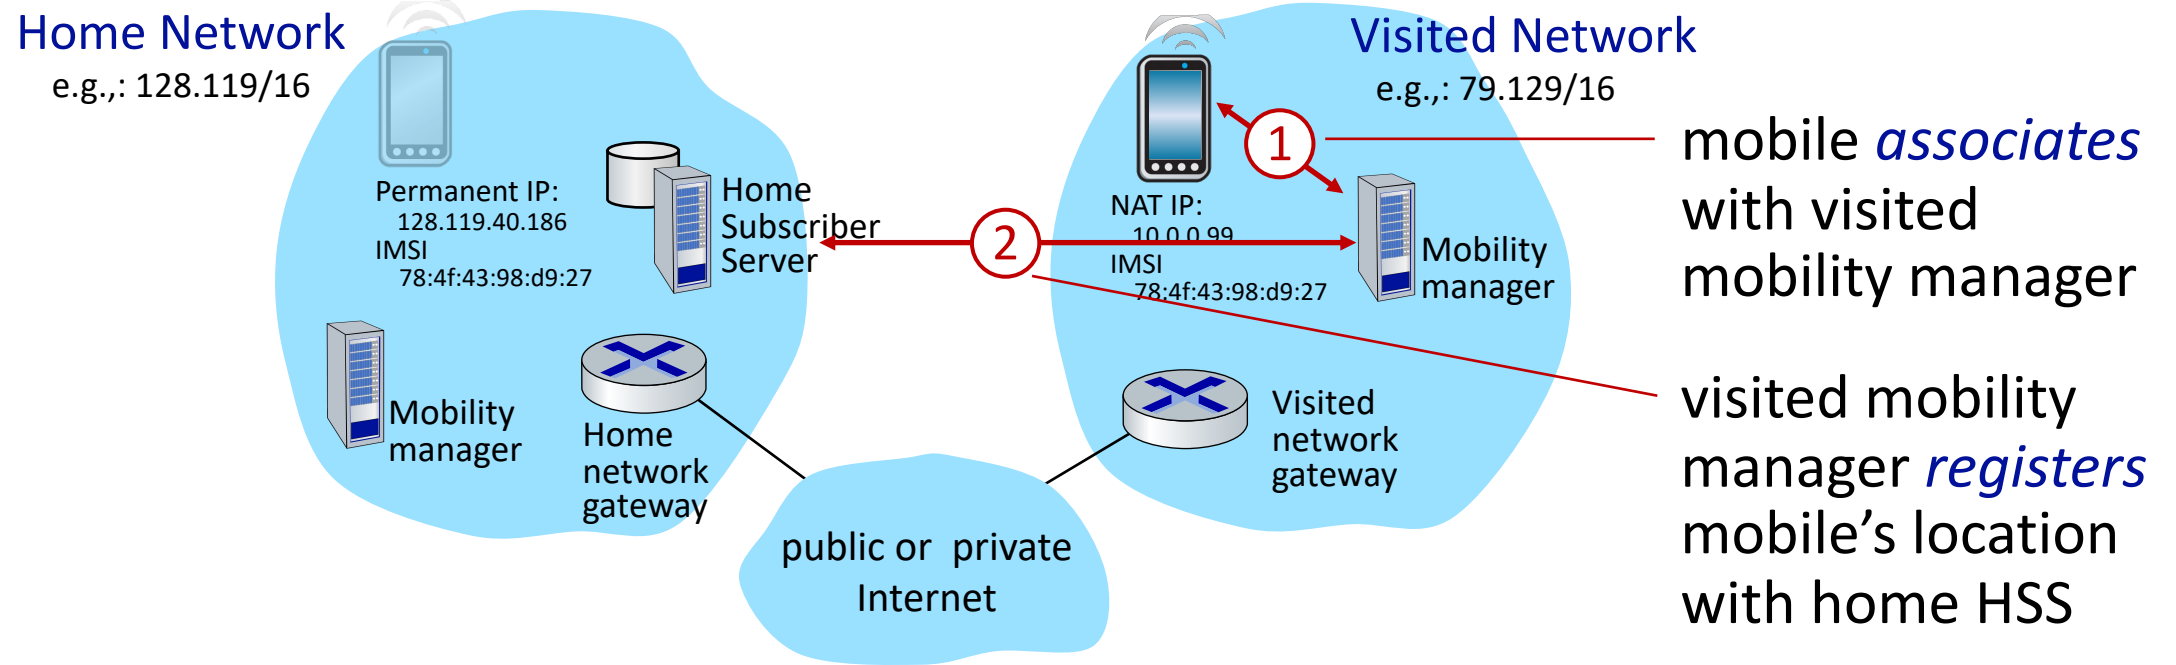 Home Network
e.g.,: 128.119/16
Permanent IP:
128.119.40.186
IMSI
78:4f:43:98:d9:27
Home
Subscriber
Server
Mobility
manager
Home
network
gateway
public or private
Internet
Visited Network
e.g.,: 79.129/16
1
2
NAT IP:
10.0.0.99
IMSI
78:4f:43:98:d9:27
Mobility
manager
Visited
network
gateway
mobile associates
with visited
mobility manager
visited mobility
manager registers
mobile’s location
with home HSS